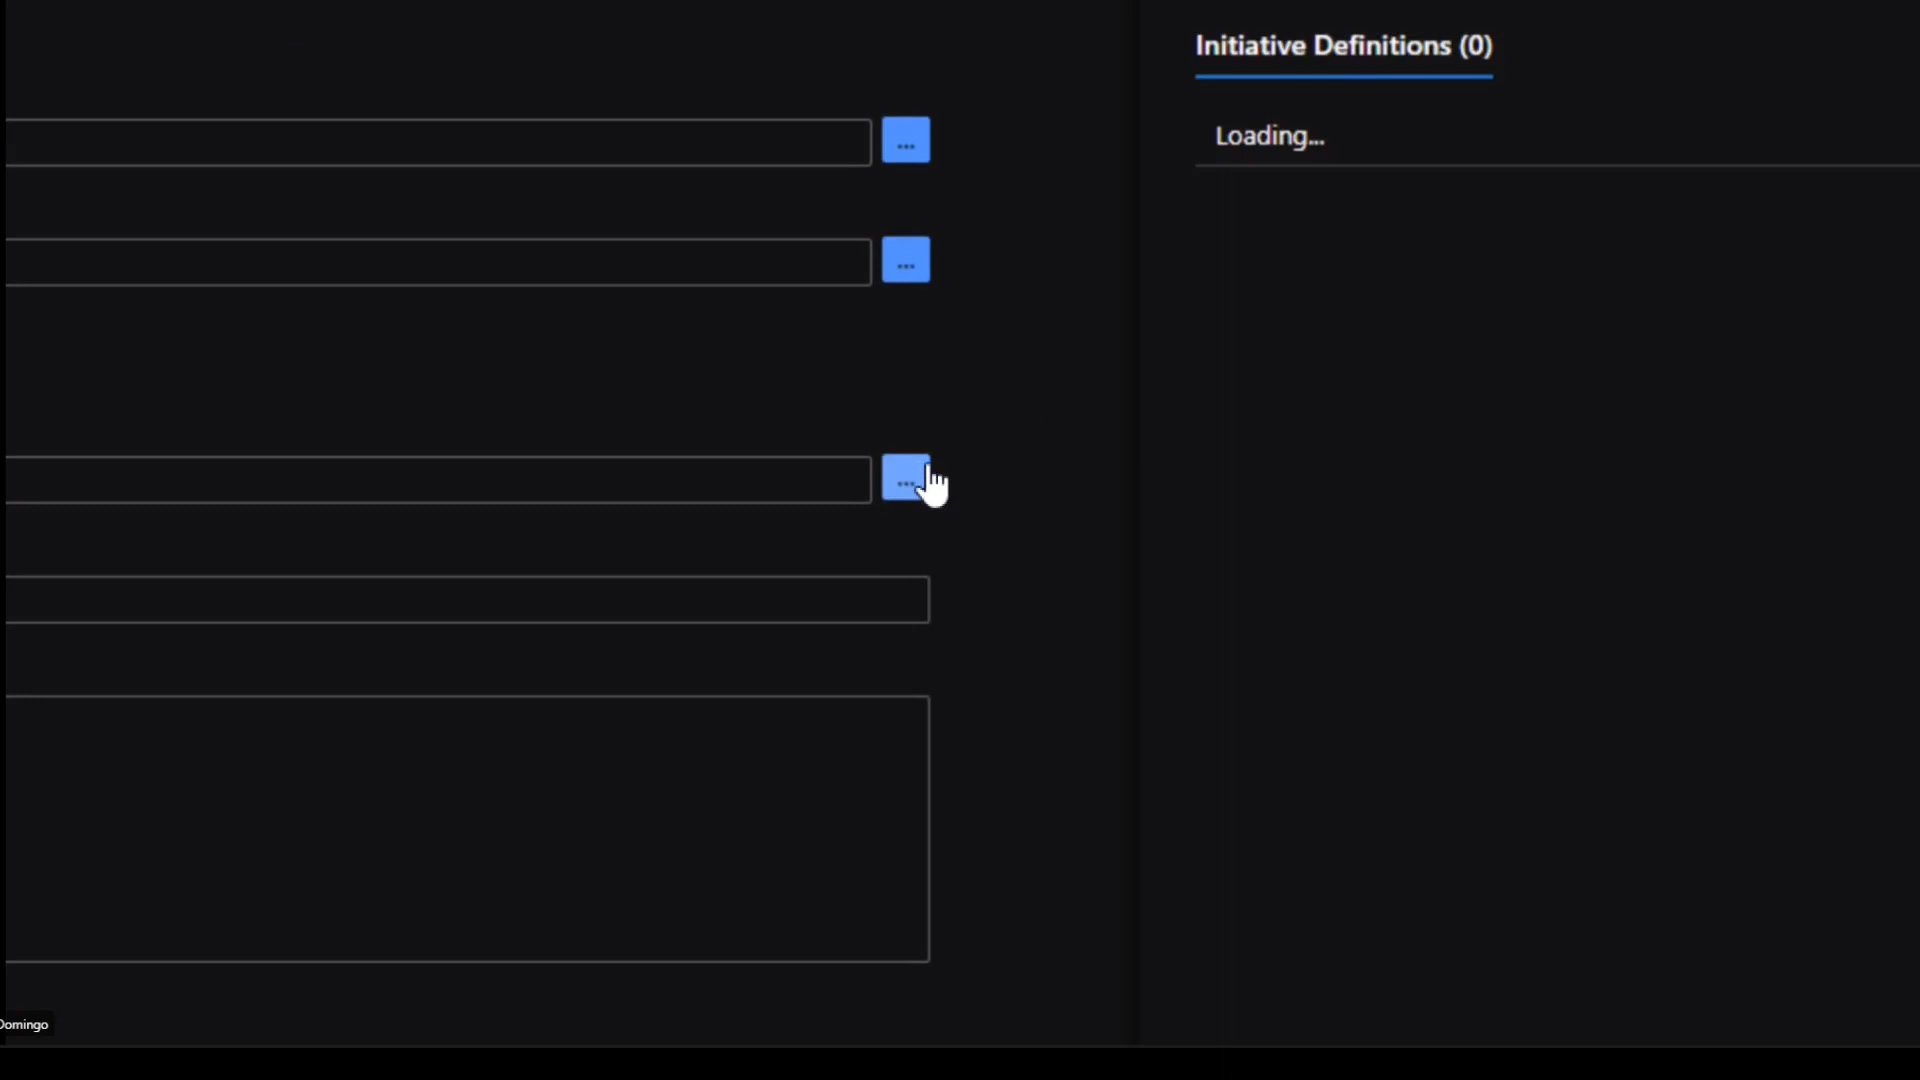 Initiative Definitions (0)
Loading...
...
...
...
Domingo